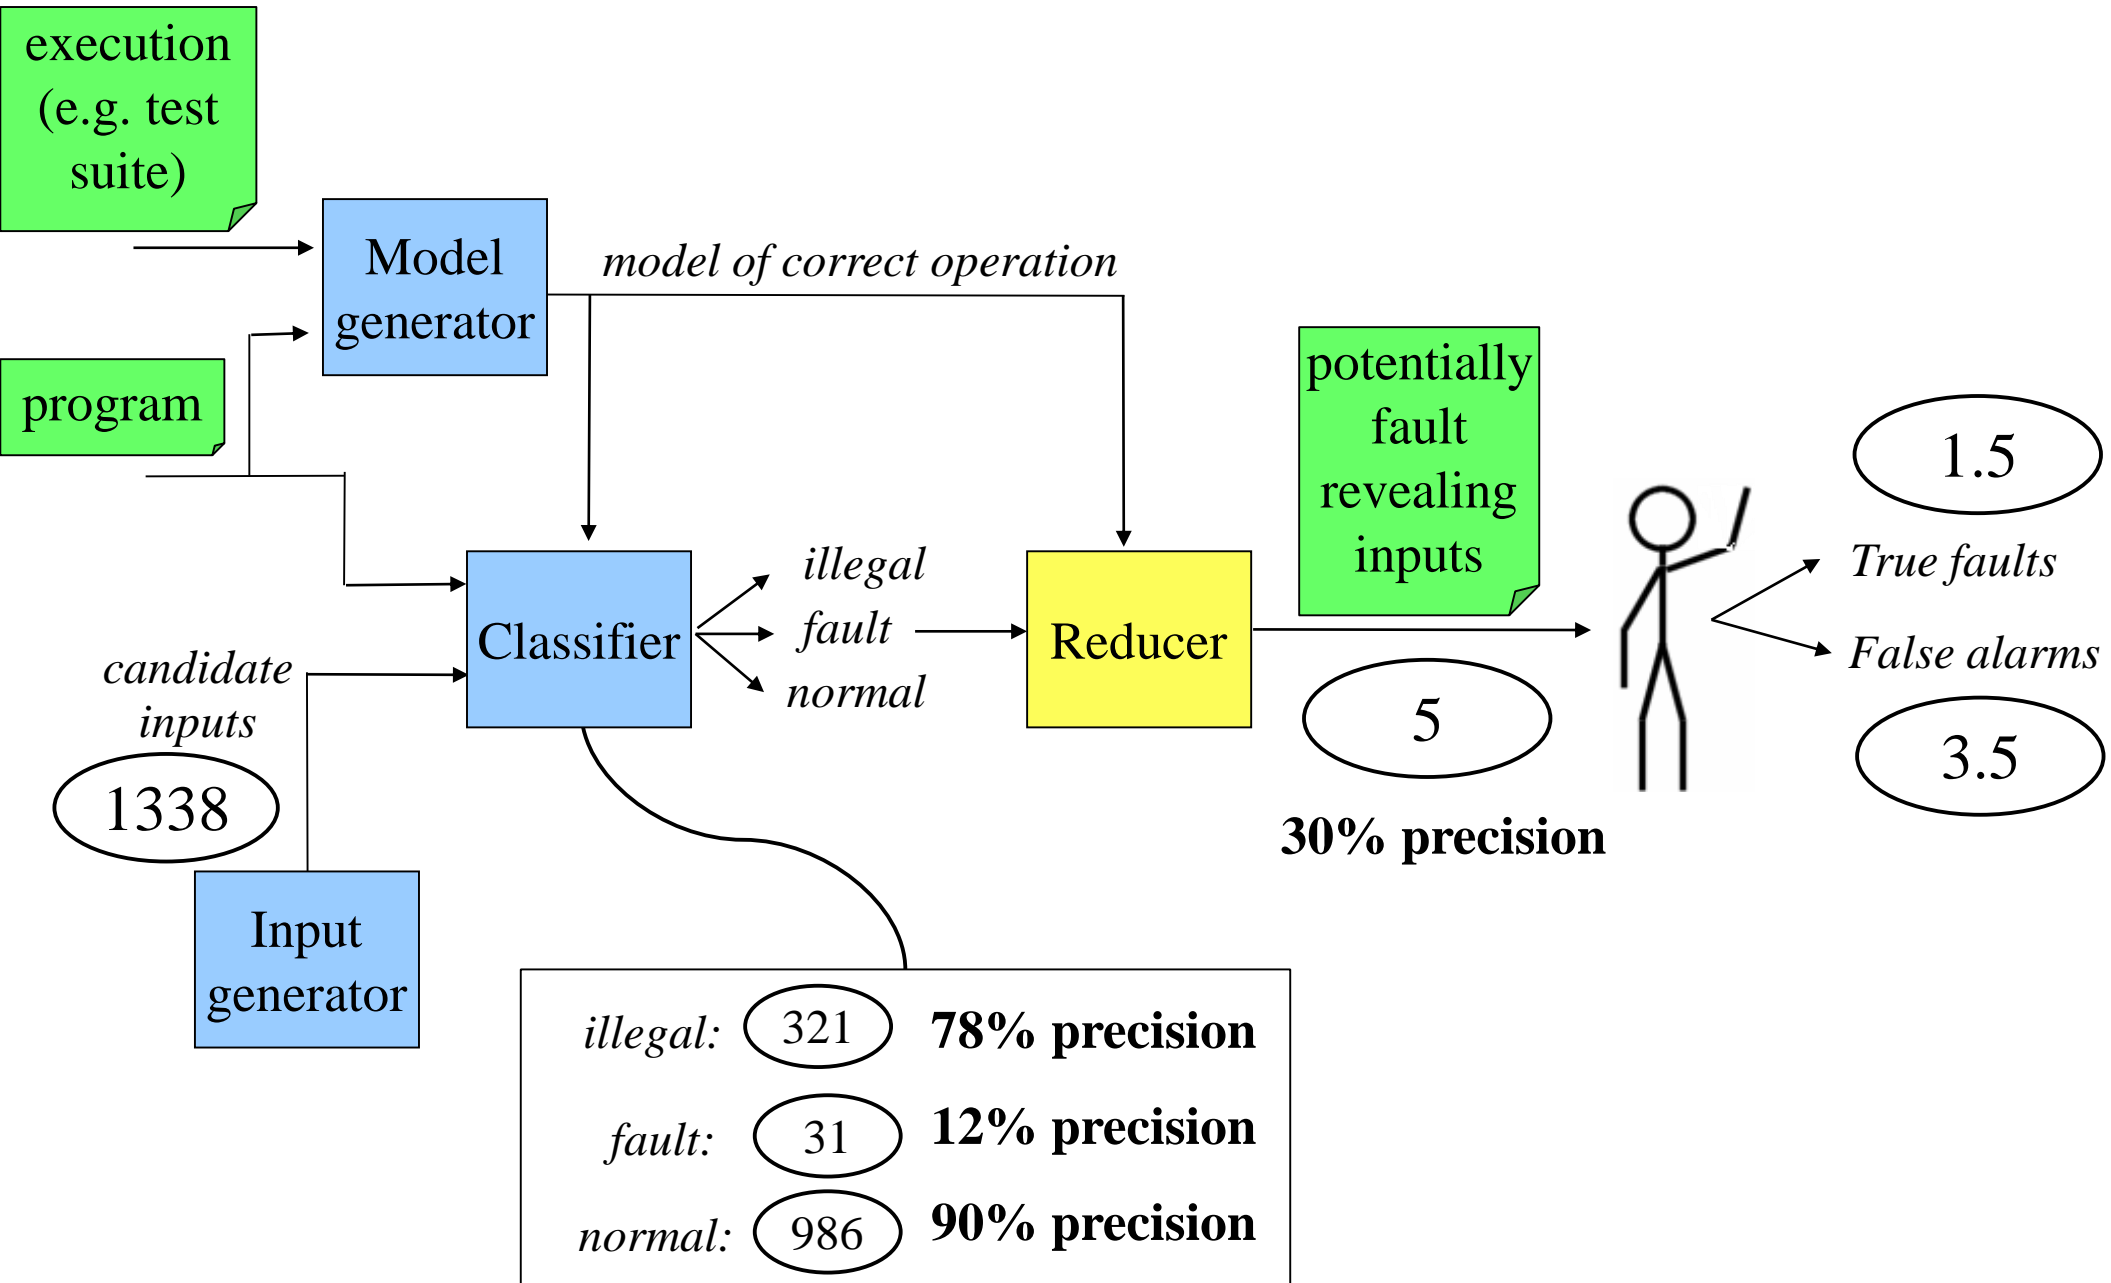 execution
(e.g. test
suite)
Model
generator
model of correct operation
program
potentially
fault
revealing
inputs
1.5
True faults
False alarms
3.5
illegal
fault
normal
Classifier
Reducer
candidate
inputs
1338
5
30% precision
Input
generator
illegal: 321 78% precision
fault: 31 12% precision
normal: 986 90% precision